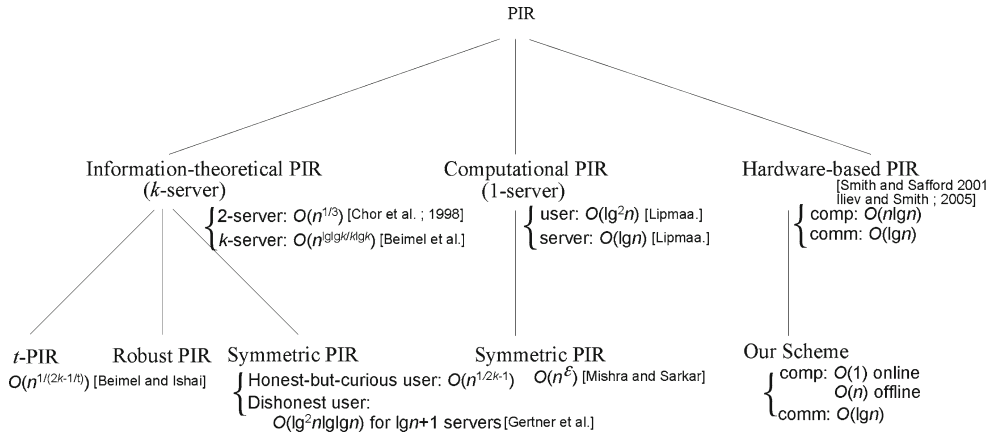 PIR
Information-theoretical PIR
(k-server)
2-server: O(n^1/3) [Chor et al. ; 1998]
k-server: O(n^lglgk/klgk) [Beimel et al.]
Computational PIR
(1-server)
user: O(lg²n) [Lipmaa.]
server: O(lgn) [Lipmaa.]
Hardware-based PIR
[Smith and Safford 2001
Iliev and Smith ; 2005]
comp: O(nlgn)
comm: O(lgn)
t-PIR
O(n^1/(2k-1/t)) [Beimel and Ishai]
Robust PIR
Symmetric PIR
Honest-but-curious user: O(n^1/2k-1)
Dishonest user:
O(lg²nlglgn) for lgn+1 servers [Gertner et al.]
Symmetric PIR
O(n^ε) [Mishra and Sarkar]
Our Scheme
comp: O(1) online
O(n) offline
comm: O(lgn)